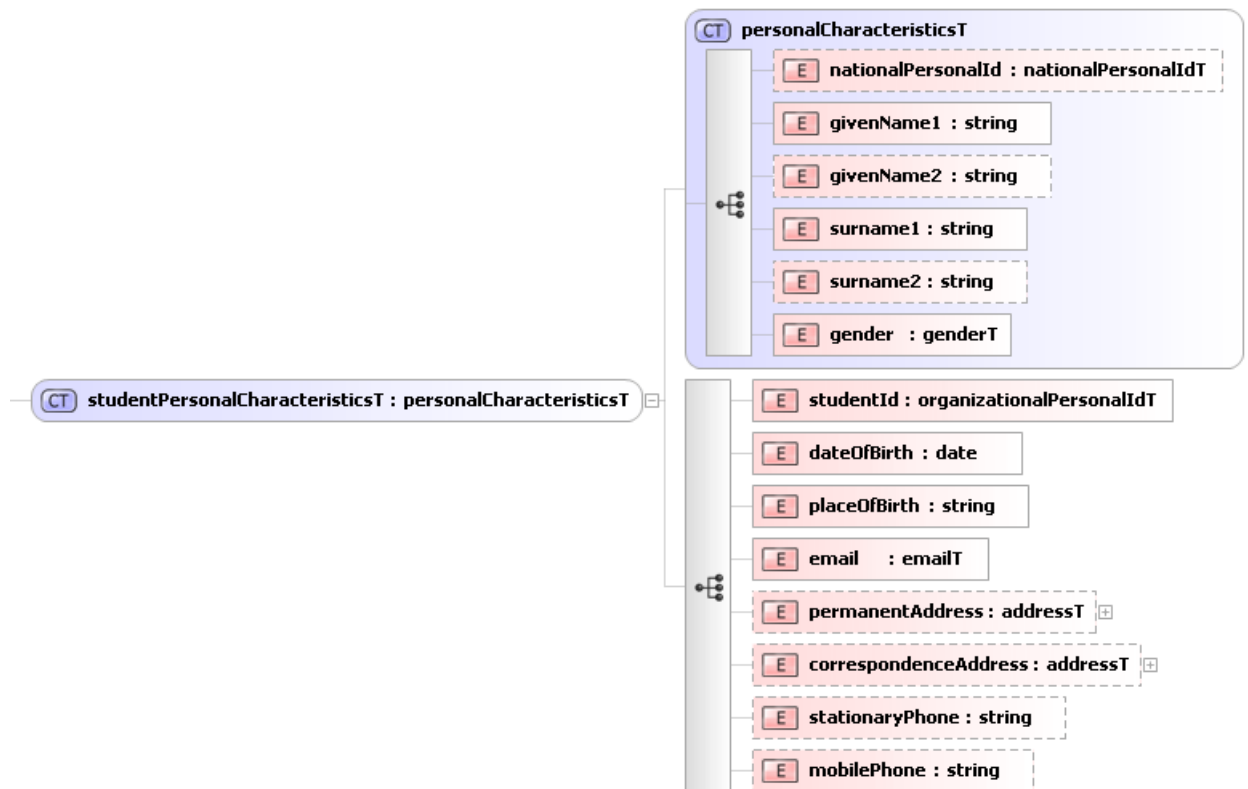 CT personalCharacteristicsT
E nationalPersonalId : nationalPersonalIdT
E givenName1 : string
E givenName2 : string
E surname1 : string
E surname2 : string
E gender : genderT
CT studentPersonalCharacteristicsT : personalCharacteristicsT
E studentId : organizationalPersonalIdT
E dateOfBirth : date
E placeOfBirth : string
E email : emailT
E permanentAddress : addressT
E correspondenceAddress : addressT
E stationaryPhone : string
E mobilePhone : string